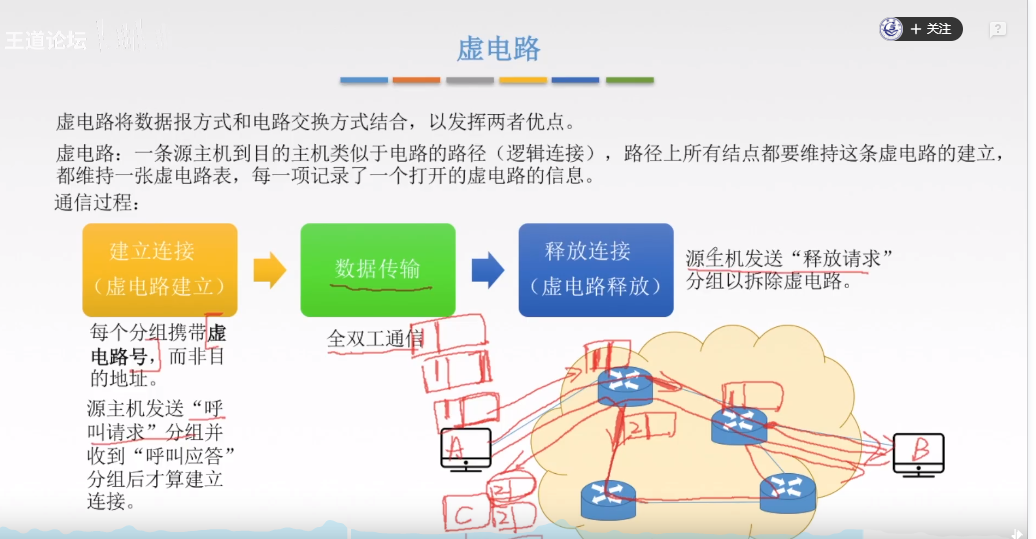 王道论坛
+ 关注
?
虚电路
虚电路将数据报方式和电路交换方式结合，以发挥两者优点。
虚电路：一条源主机到目的主机类似于电路的路径（逻辑连接），路径上所有结点都要维持这条虚电路的建立，
都维持一张虚电路表，每一项记录了一个打开的虚电路的信息。
通信过程：
建立连接
（虚电路建立）
数据传输
释放连接
（虚电路释放）
源主机发送“释放请求”
分组以拆除虚电路。
每个分组携带虚
电路号，而非目
的地址。
源主机发送“呼
叫请求”分组并
收到“呼叫应答”
分组后才算建立
连接。
全双工通信
A
B
C
21
21
21